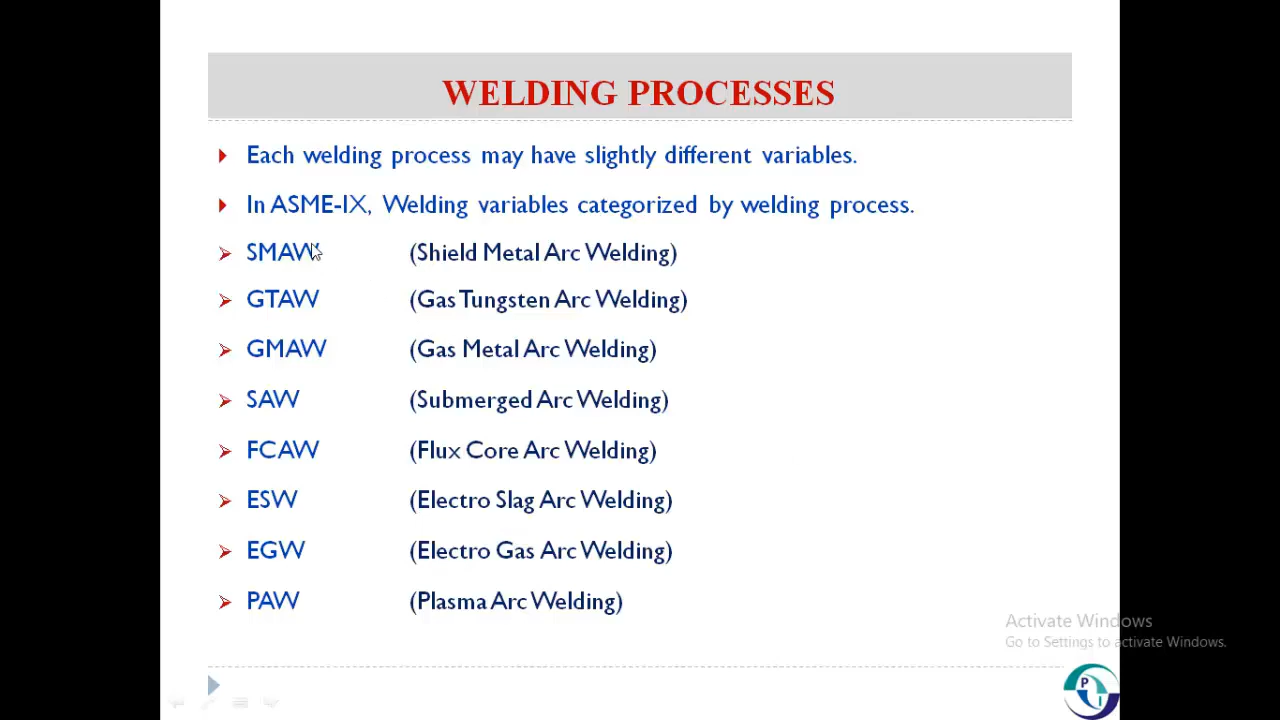 WELDING PROCESSES
Each welding process may have slightly different variables.
In ASME-IX, Welding variables categorized by welding process.
SMAW (Shield Metal Arc Welding)
GTAW (Gas Tungsten Arc Welding)
GMAW (Gas Metal Arc Welding)
SAW (Submerged Arc Welding)
FCAW (Flux Core Arc Welding)
ESW (Electro Slag Arc Welding)
EGW (Electro Gas Arc Welding)
PAW (Plasma Arc Welding)
Activate Windows
Go to Settings to activate Windows.
P
I